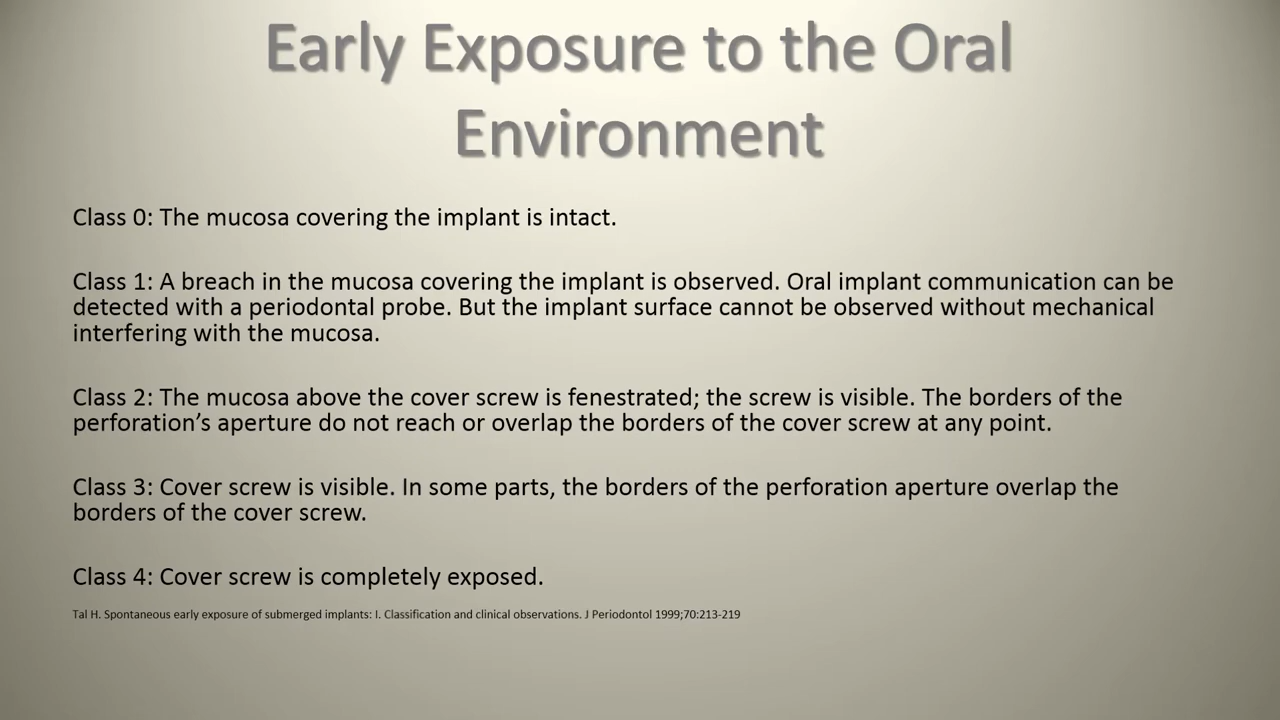 Early Exposure to the Oral
Environment
Class 0: The mucosa covering the implant is intact.
Class 1: A breach in the mucosa covering the implant is observed. Oral implant communication can be
detected with a periodontal probe. But the implant surface cannot be observed without mechanical
interfering with the mucosa.
Class 2: The mucosa above the cover screw is fenestrated; the screw is visible. The borders of the
perforation’s aperture do not reach or overlap the borders of the cover screw at any point.
Class 3: Cover screw is visible. In some parts, the borders of the perforation aperture overlap the
borders of the cover screw.
Class 4: Cover screw is completely exposed.
Tal H. Spontaneous early exposure of submerged implants: I. Classification and clinical observations. J Periodontol 1999;70:213-219